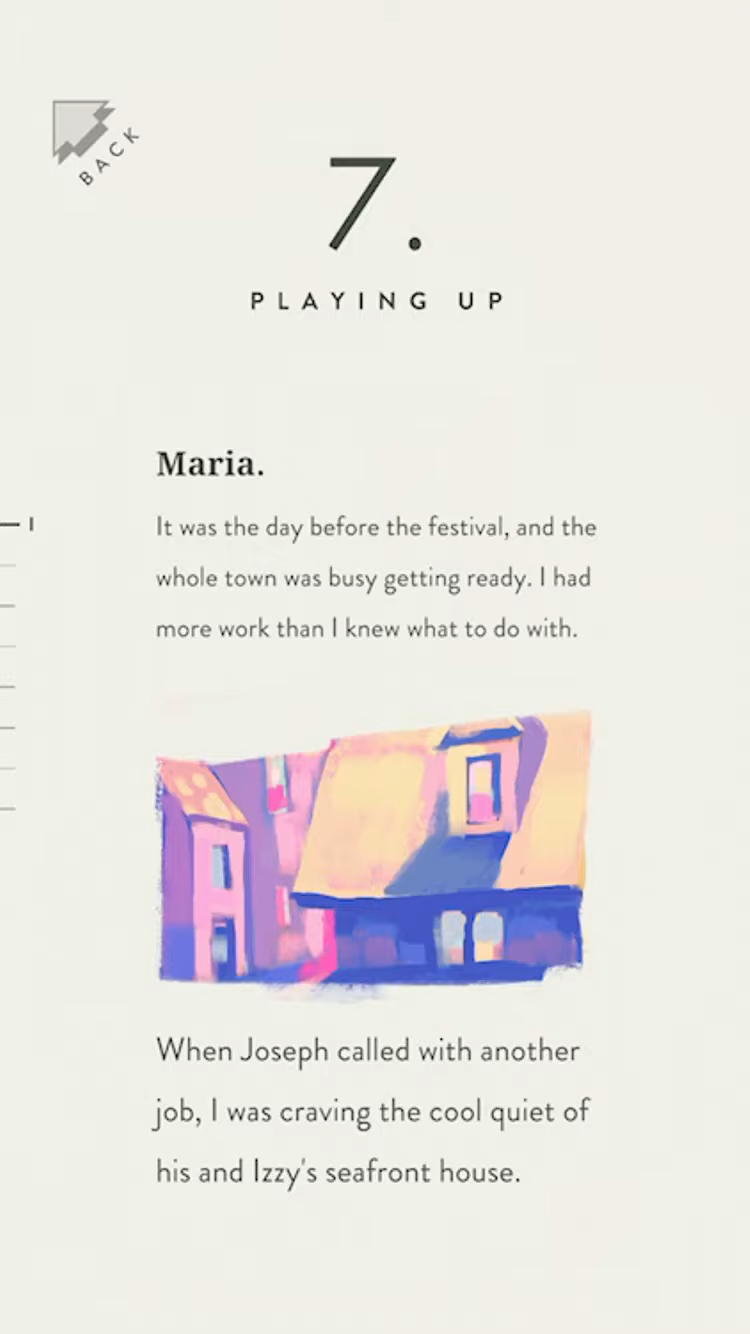 BACK
7.
PLAYING UP
Maria.
It was the day before the festival, and the
whole town was busy getting ready. I had
more work than I knew what to do with.
When Joseph called with another
job, I was craving the cool quiet of
his and Izzy's seafront house.